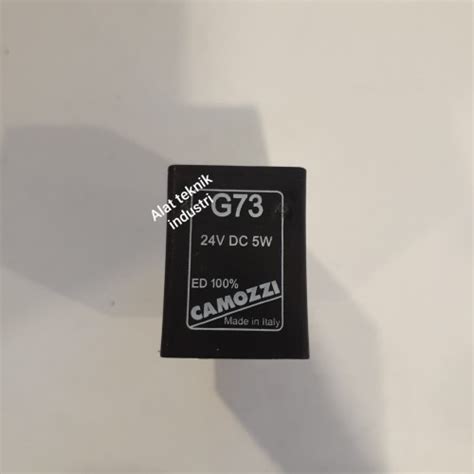 Alat teknik
industri
G73
24V DC 5W
ED 100%
CAMOZZI
Made in Italy